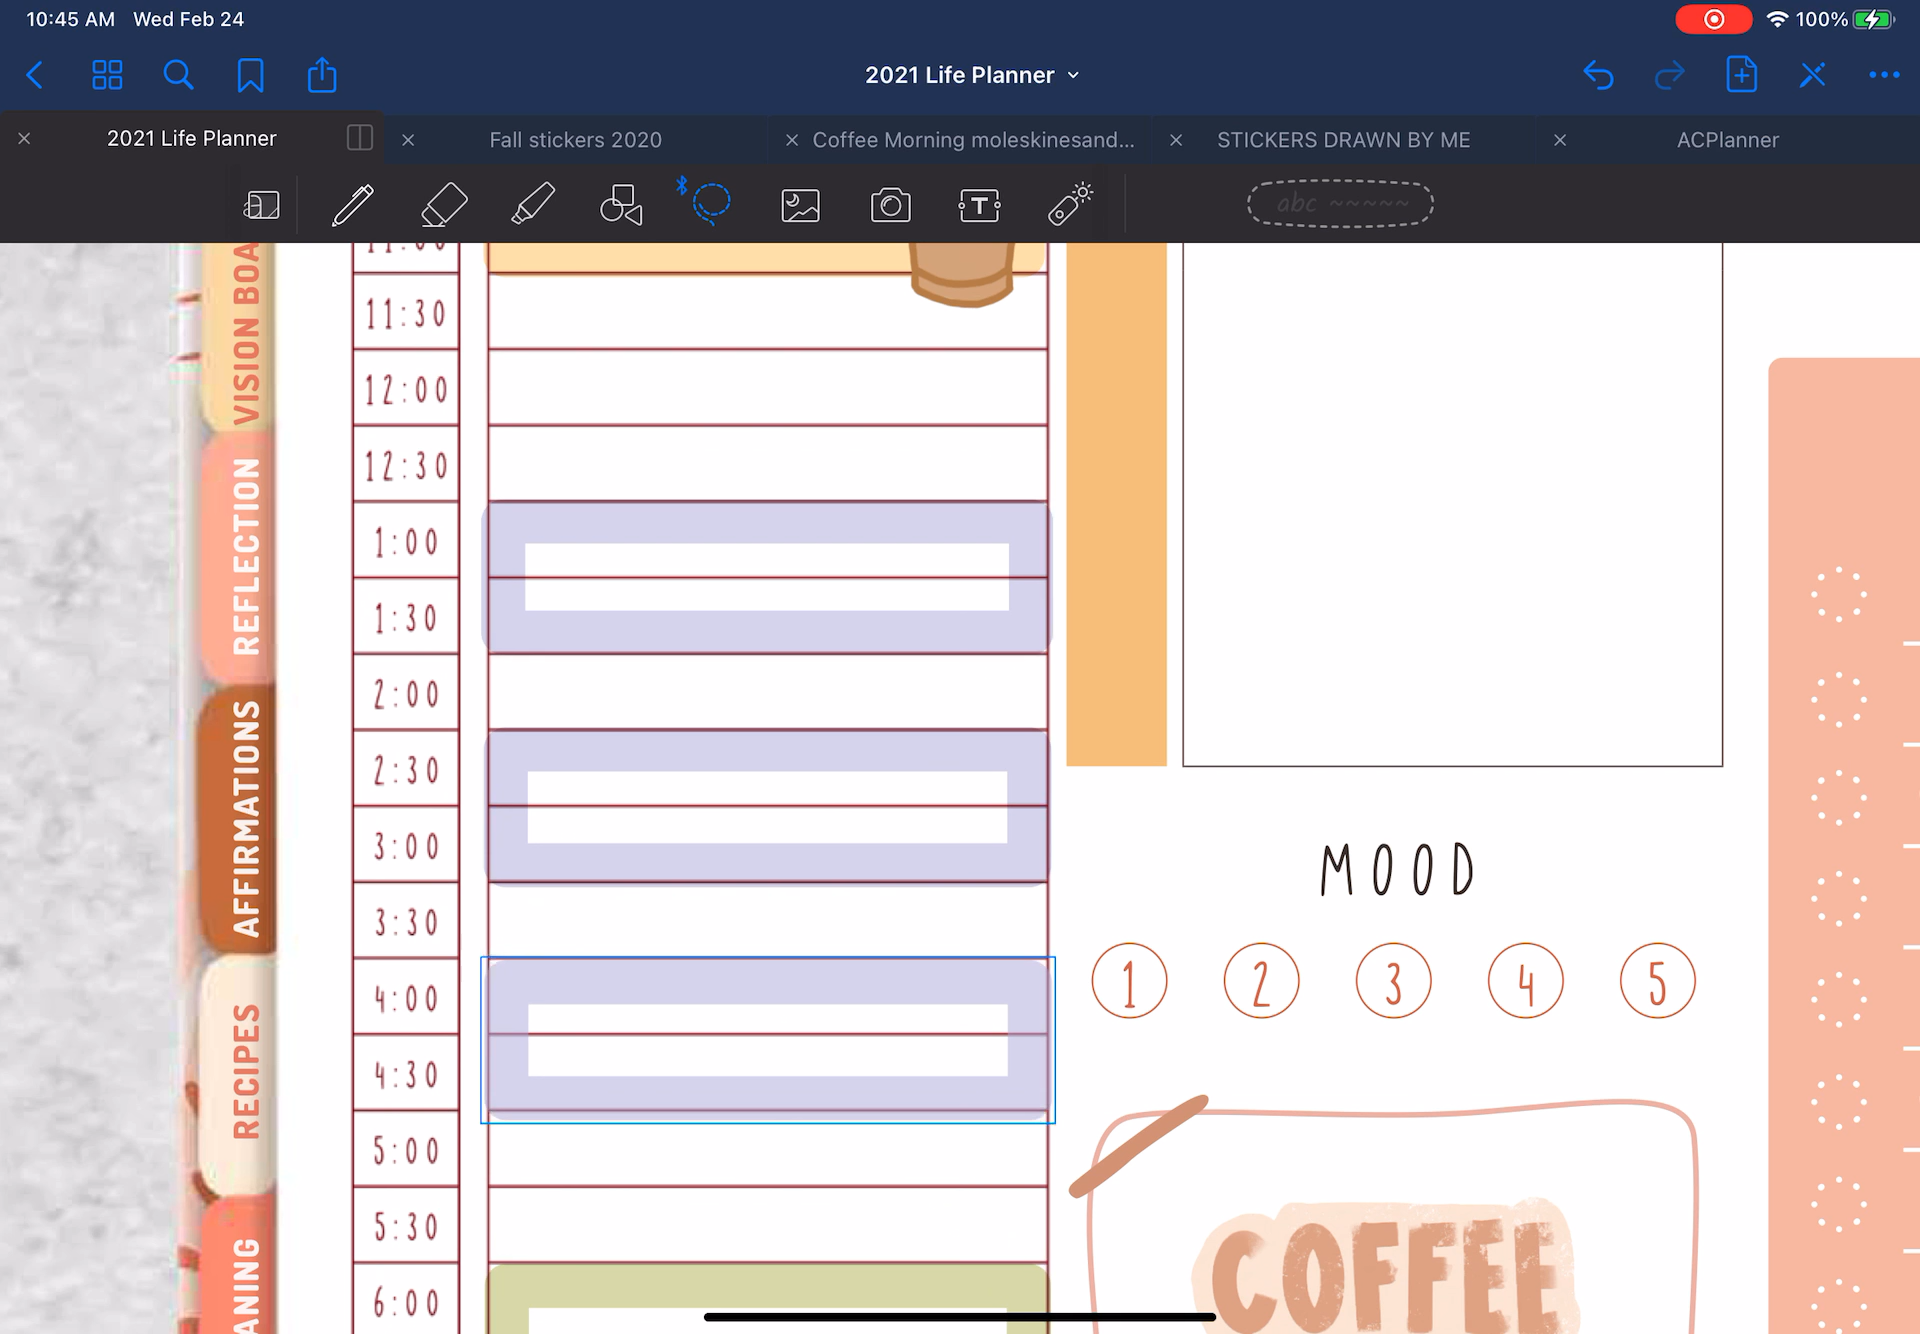 10:45 AM Wed Feb 24
100%
2021 Life Planner
2021 Life Planner
Fall stickers 2020
Coffee Morning moleskinesand...
STICKERS DRAWN BY ME
ACPlanner
abc
VISION BOA
REFLECTION
AFFIRMATIONS
RECIPES
ANING
11:00
11:30
12:00
12:30
1:00
1:30
2:00
2:30
3:00
3:30
4:00
4:30
5:00
5:30
6:00
MOOD
1 2 3 4 5
COFFEE